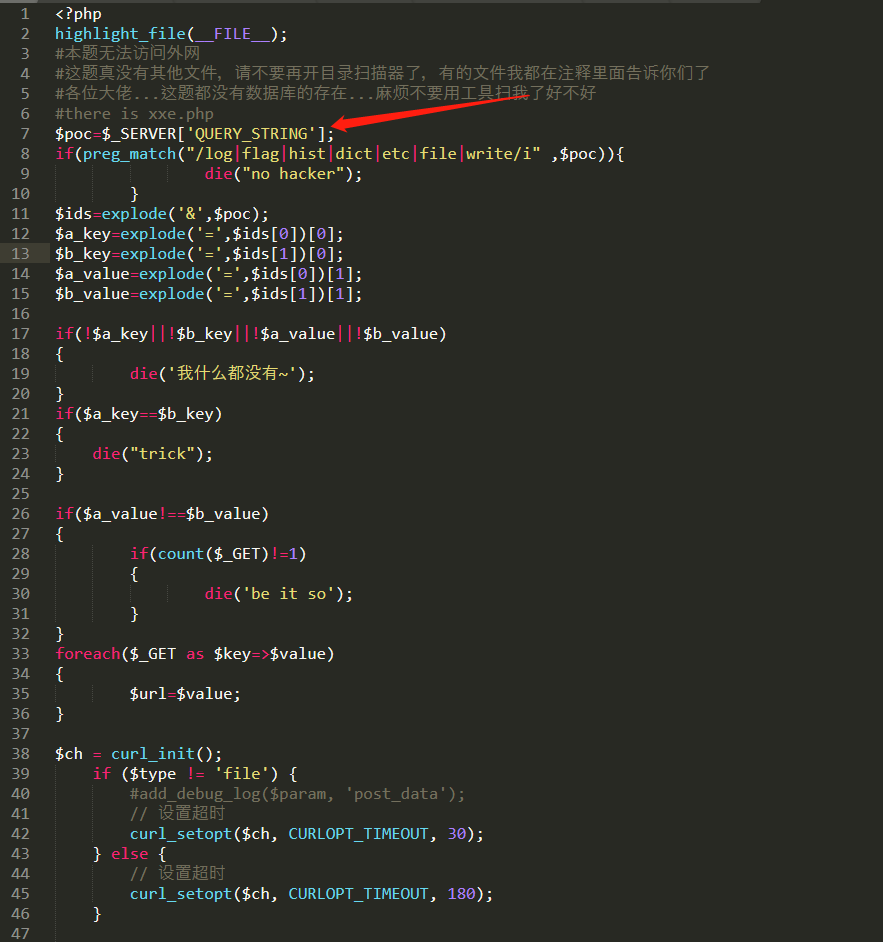 1 <?php
2 highlight_file(__FILE__);
3 #本题无法访问外网
4 #这题真没有其他文件, 请不要再开目录扫描器了, 有的文件我都在注释里面告诉你们了
5 #各位大佬...这题都没有数据库的存在...麻烦不要用工具扫我了好不好
6 #there is xxe.php
7 $poc=$_SERVER['QUERY_STRING'];
8 if(preg_match("/log|flag|hist|dict|etc|file|write/i" ,$poc)){
9 die("no hacker");
10 }
11 $ids=explode('&',$poc);
12 $a_key=explode('=',$ids[0])[0];
13 $b_key=explode('=',$ids[1])[0];
14 $a_value=explode('=',$ids[0])[1];
15 $b_value=explode('=',$ids[1])[1];
16
17 if(!$a_key||!$b_key||!$a_value||!$b_value)
18 {
19 die('我什么都没有~');
20 }
21 if($a_key==$b_key)
22 {
23 die("trick");
24 }
25
26 if($a_value!==$b_value)
27 {
28 if(count($_GET)!=1)
29 {
30 die('be it so');
31 }
32 }
33 foreach($_GET as $key=>$value)
34 {
35 $url=$value;
36 }
37
38 $ch = curl_init();
39 if ($type != 'file') {
40 #add_debug_log($param, 'post_data');
41 // 设置超时
42 curl_setopt($ch, CURLOPT_TIMEOUT, 30);
43 } else {
44 // 设置超时
45 curl_setopt($ch, CURLOPT_TIMEOUT, 180);
46 }
47